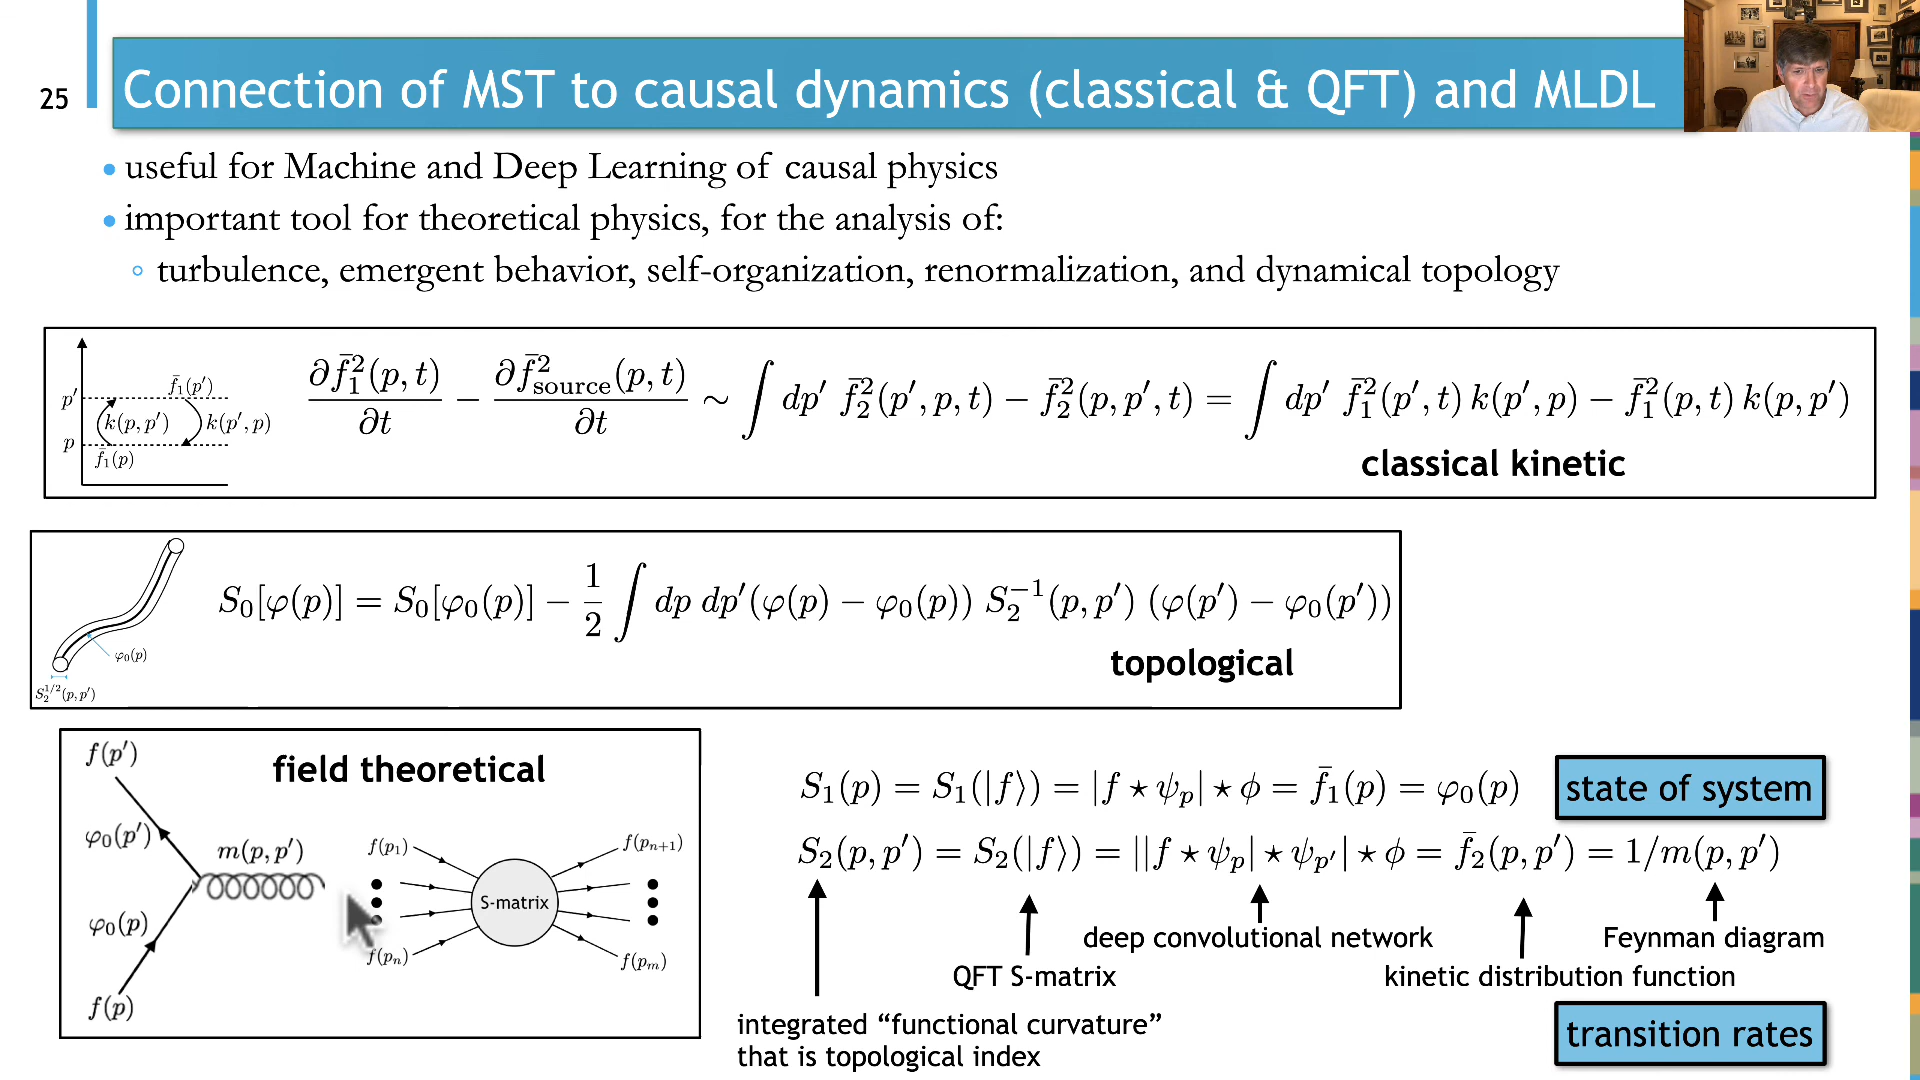 25
Connection of MST to causal dynamics (classical & QFT) and MLDL
• useful for Machine and Deep Learning of causal physics
• important tool for theoretical physics, for the analysis of:
◦ turbulence, emergent behavior, self-organization, renormalization, and dynamical topology
p′
f̄₁(p′)
k(p, p′)
k(p′, p)
p
f̄₁(p)
∂f̄₁²(p, t)/∂t − ∂f̄²_source(p, t)/∂t ∼ ∫ dp′ f̄₂²(p′, p, t) − f̄₂²(p, p′, t) = ∫ dp′ f̄₁²(p′, t) k(p′, p) − f̄₁²(p, t) k(p, p′)
classical kinetic
φ₀(p)
S₂^{1/2}(p, p′)
S₀[φ(p)] = S₀[φ₀(p)] − 1/2 ∫ dp dp′(φ(p) − φ₀(p)) S₂⁻¹(p, p′) (φ(p′) − φ₀(p′))
topological
field theoretical
f(p′)
φ₀(p′)
m(p, p′)
φ₀(p)
f(p)
f(p₁)
f(pₙ)
S-matrix
f(pₙ₊₁)
f(pₘ)
S₁(p) = S₁(|f⟩) = |f ⋆ ψₚ| ⋆ ϕ = f̄₁(p) = φ₀(p)
state of system
S₂(p, p′) = S₂(|f⟩) = ||f ⋆ ψₚ| ⋆ ψ_{p′}| ⋆ ϕ = f̄₂(p, p′) = 1/m(p, p′)
deep convolutional network
Feynman diagram
QFT S-matrix
kinetic distribution function
integrated “functional curvature”
that is topological index
transition rates